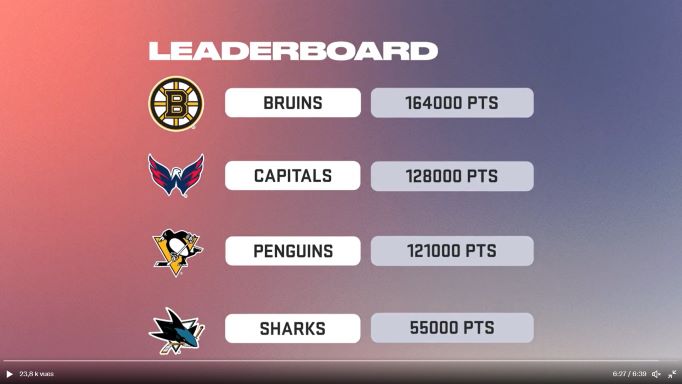 LEADERBOARD
B
BRUINS 164000 PTS
CAPITALS 128000 PTS
PENGUINS 121000 PTS
SHARKS 55000 PTS
23,8 k vues 6:27 / 6:39